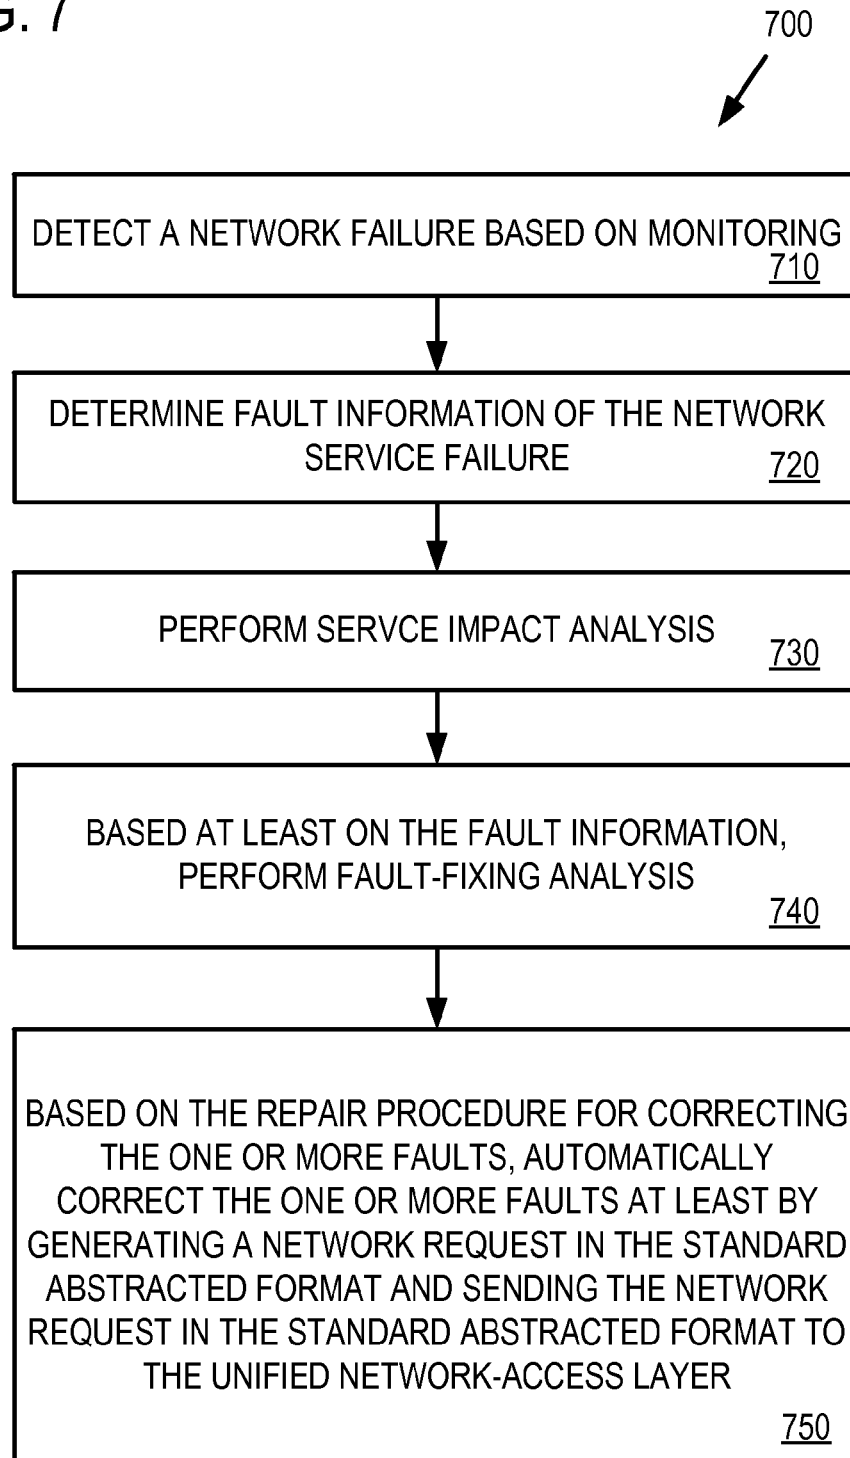 G. 7
700
DETECT A NETWORK FAILURE BASED ON MONITORING
710
DETERMINE FAULT INFORMATION OF THE NETWORK
SERVICE FAILURE
720
PERFORM SERVCE IMPACT ANALYSIS
730
BASED AT LEAST ON THE FAULT INFORMATION,
PERFORM FAULT-FIXING ANALYSIS
740
BASED ON THE REPAIR PROCEDURE FOR CORRECTING
THE ONE OR MORE FAULTS, AUTOMATICALLY
CORRECT THE ONE OR MORE FAULTS AT LEAST BY
GENERATING A NETWORK REQUEST IN THE STANDARD
ABSTRACTED FORMAT AND SENDING THE NETWORK
REQUEST IN THE STANDARD ABSTRACTED FORMAT TO
THE UNIFIED NETWORK-ACCESS LAYER
750